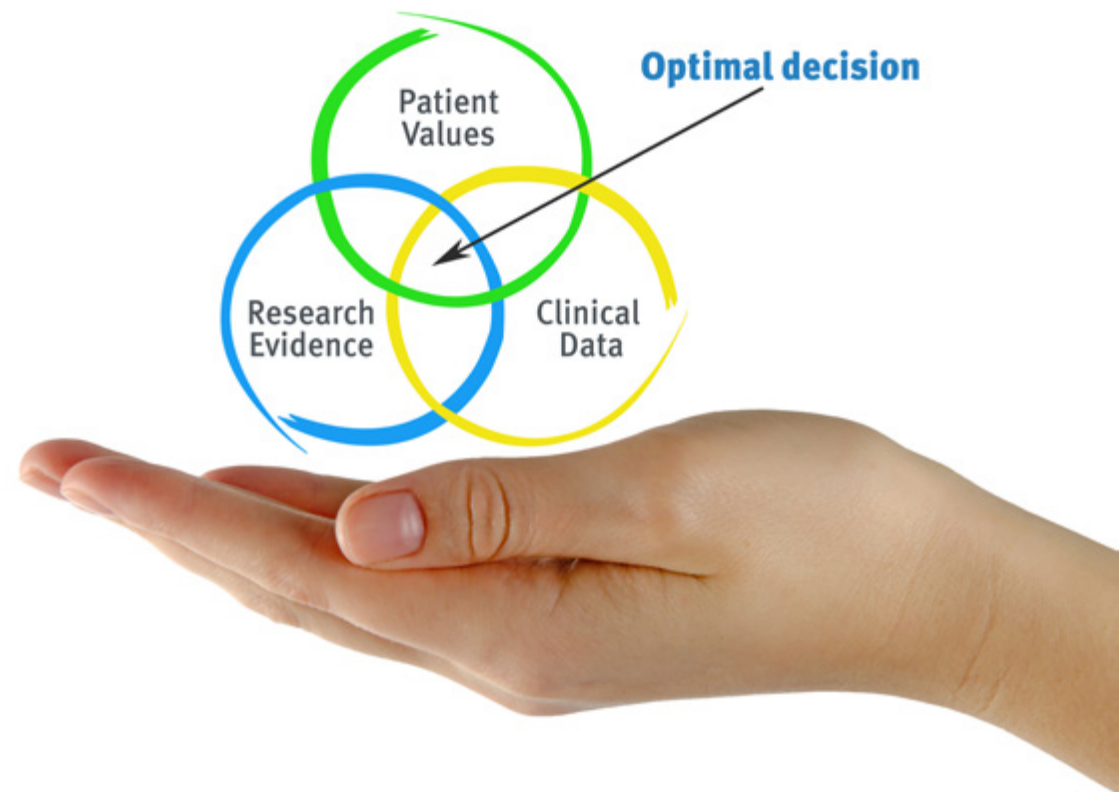 Optimal decision
Patient
Values
Research
Evidence
Clinical
Data